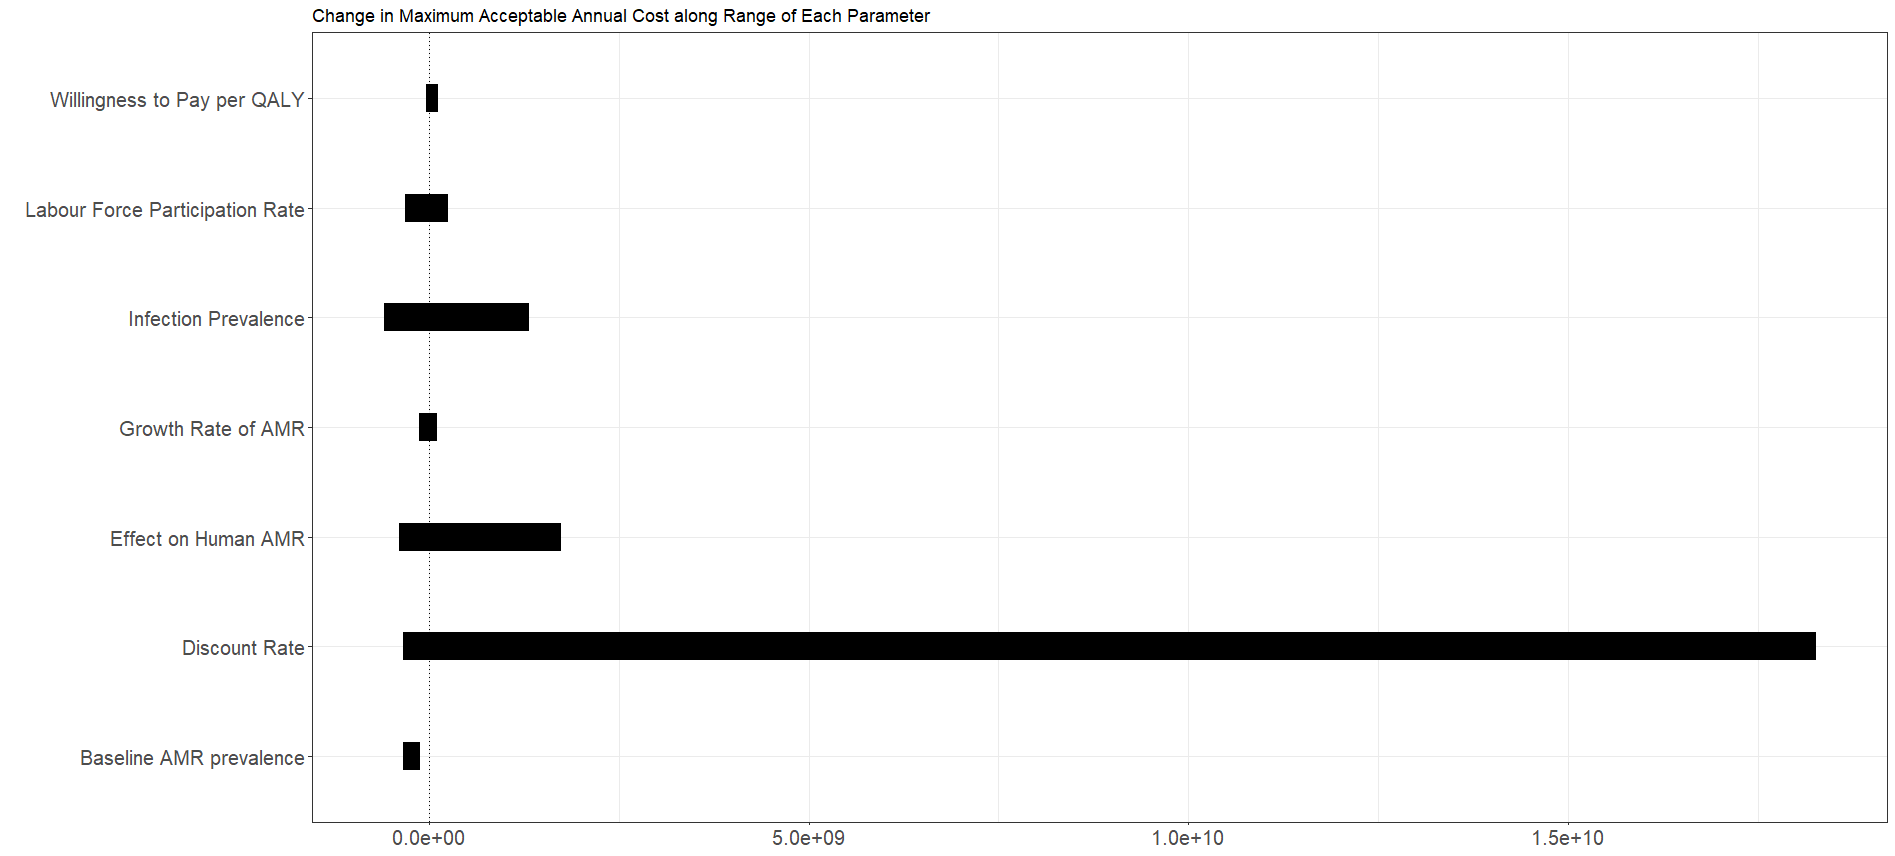 Change in Maximum Acceptable Annual Cost along Range of Each Parameter
Willingness to Pay per QALY
Labour Force Participation Rate
Infection Prevalence
Growth Rate of AMR
Effect on Human AMR
Discount Rate
Baseline AMR prevalence
0.0e+00 5.0e+09 1.0e+10 1.5e+10